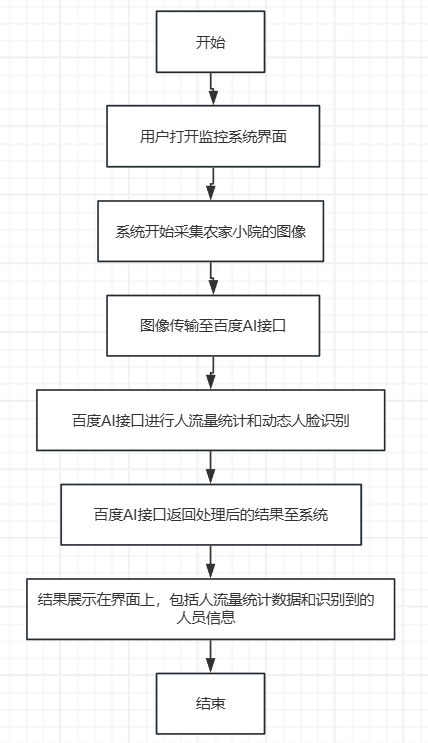 开始
用户打开监控系统界面
系统开始采集农家小院的图像
图像传输至百度AI接口
百度AI接口进行人流量统计和动态人脸识别
百度AI接口返回处理后的结果至系统
结果展示在界面上，包括人流量统计数据和识别到的
人员信息
结束